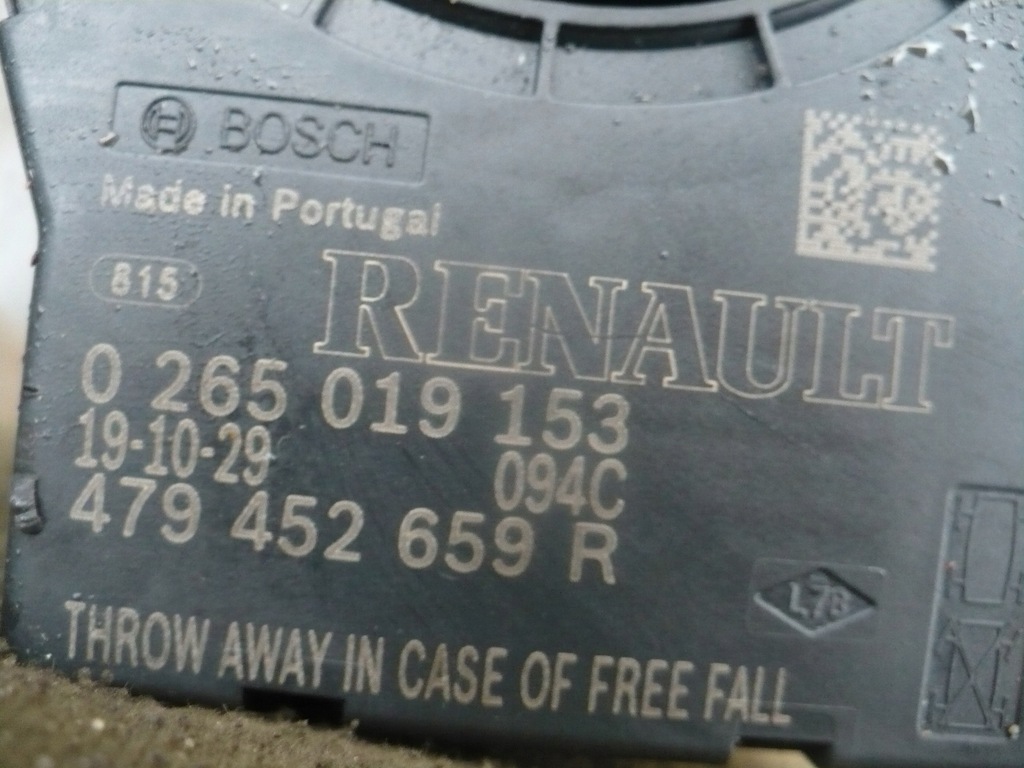 BOSCH
Made in Portugal
815
RENAULT
0 265 019 153
19-10-29 094C
479 452 659 R
THROW AWAY IN CASE OF FREE FALL